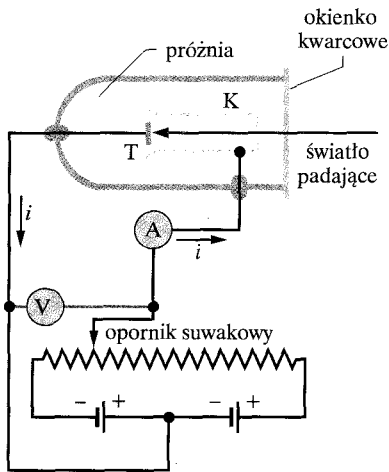 okienko
kwarcowe
próżnia
K
T
światło
padające
i
A
i
V
opornik suwakowy
− + − +